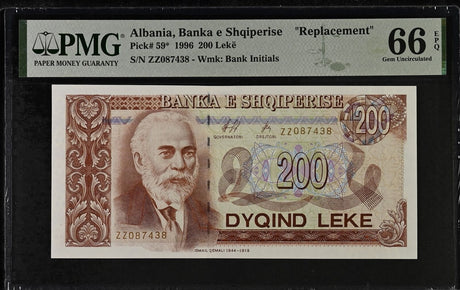 PMG
PAPER MONEY GUARANTY
Albania, Banka e Shqiperise "Replacement"
Pick# 59* 1996 200 Lekë
S/N ZZ087438 - Wmk: Bank Initials
66 EPQ
Gem Uncirculated
BANKA E SHQIPERISE
200
GUVERNATORI DREJTORI
ZZ087438
200
DYQIND LEKE
ZZ087438
ISMAIL QEMALI 1844-1919